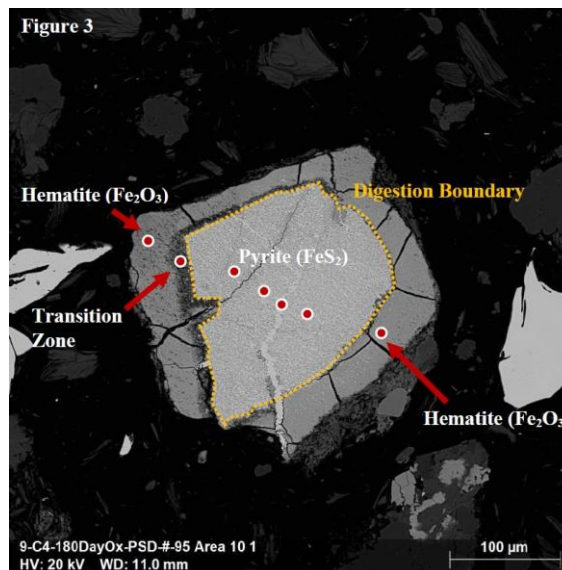 Figure 3
Hematite (Fe₂O₃)
Digestion Boundary
Pyrite (FeS₂)
Transition
Zone
Hematite (Fe₂O₃
9-C4-180DayOx-PSD-#-95 Area 10 1
HV: 20 kV WD: 11.0 mm
100 µm